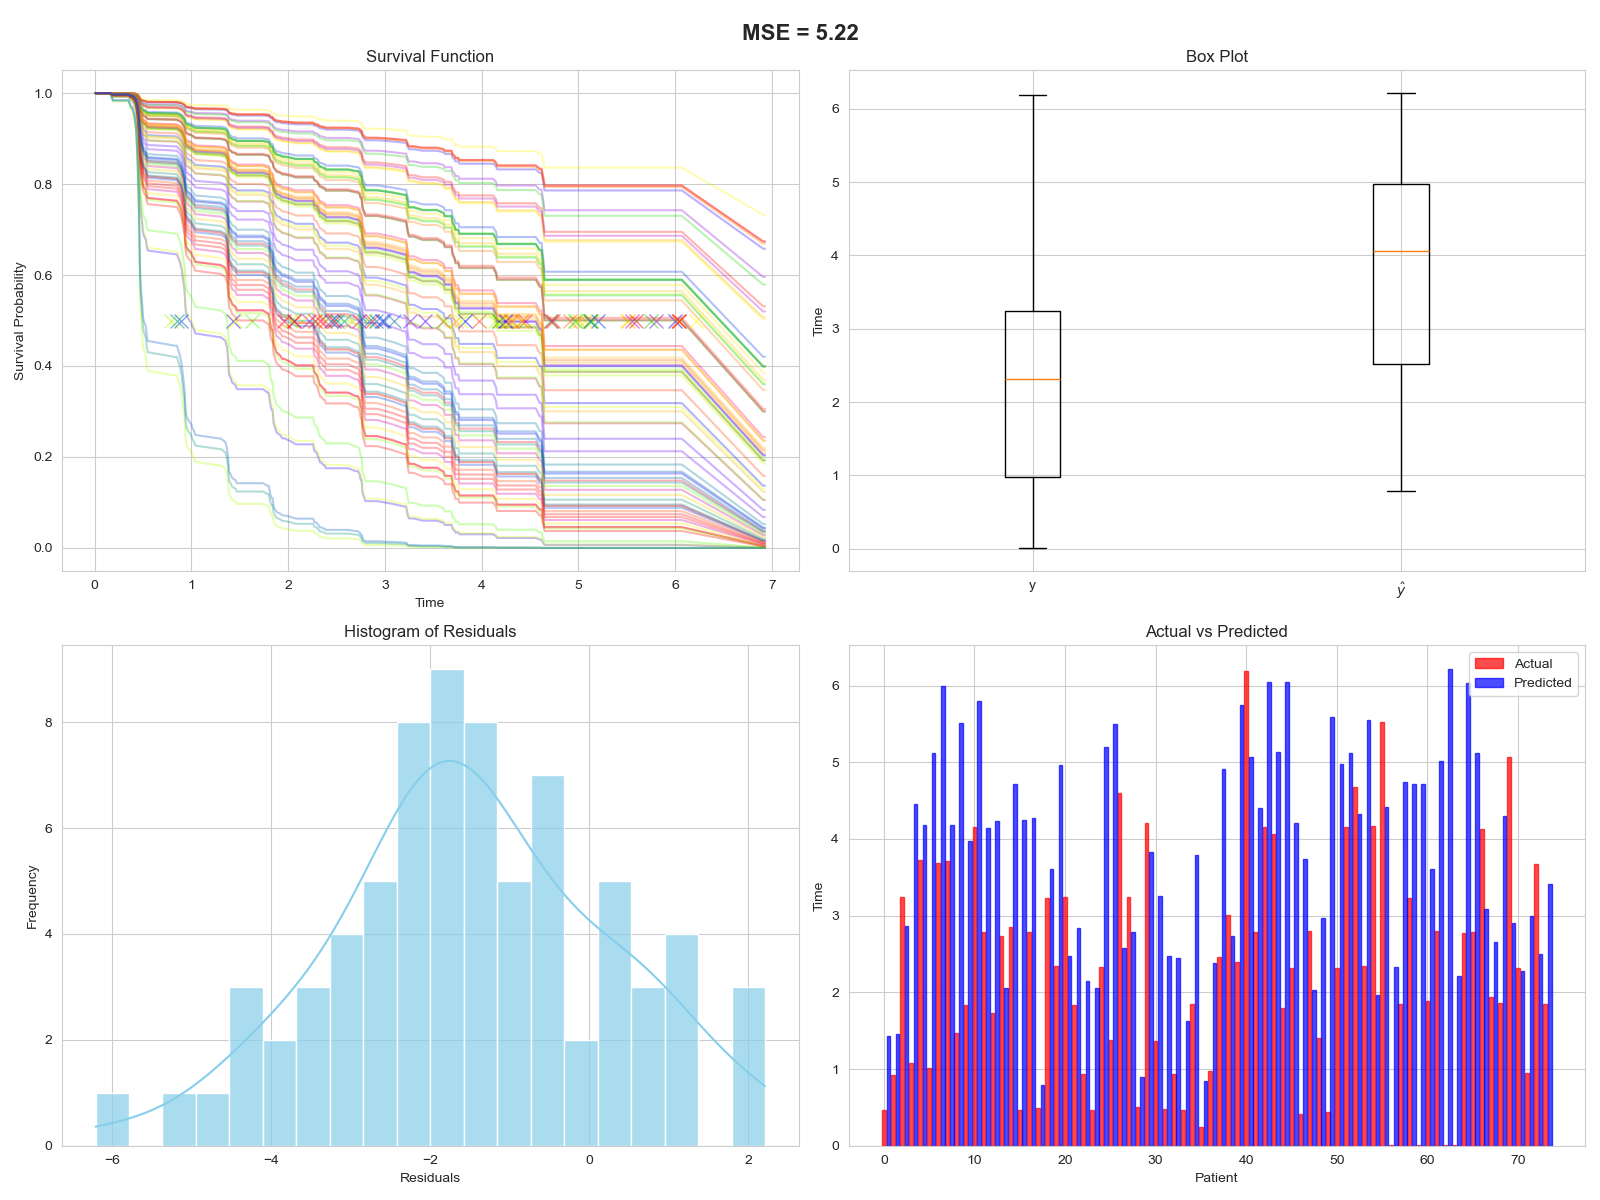 MSE = 5.22
Survival Function
Survival Probability
1.0
0.8
0.6
0.4
0.2
0.0
0 1 2 3 4 5 6 7
Time
Box Plot
Time
6
5
4
3
2
1
0
y ŷ
Histogram of Residuals
Frequency
8
6
4
2
0
−6 −4 −2 0 2
Residuals
Actual vs Predicted
Actual
Predicted
Time
6
5
4
3
2
1
0
0 10 20 30 40 50 60 70
Patient